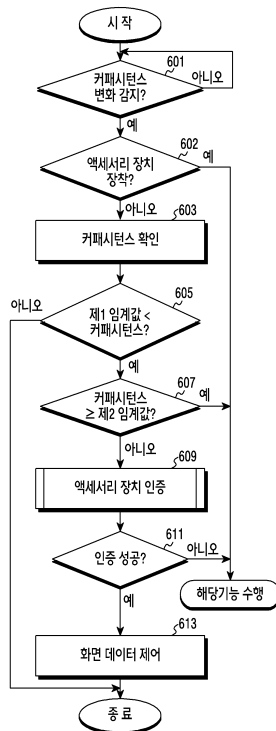 시 작
601
커패시턴스
변화 감지?
아니오
예
602
액세서리 장치
장착?
예
아니오
603
커패시턴스 확인
605
아니오
제1 임계값 <
커패시턴스?
예
607
커패시턴스
≥ 제2 임계값?
예
아니오
609
액세서리 장치 인증
611
인증 성공?
아니오
예
해당기능 수행
613
화면 데이터 제어
종 료